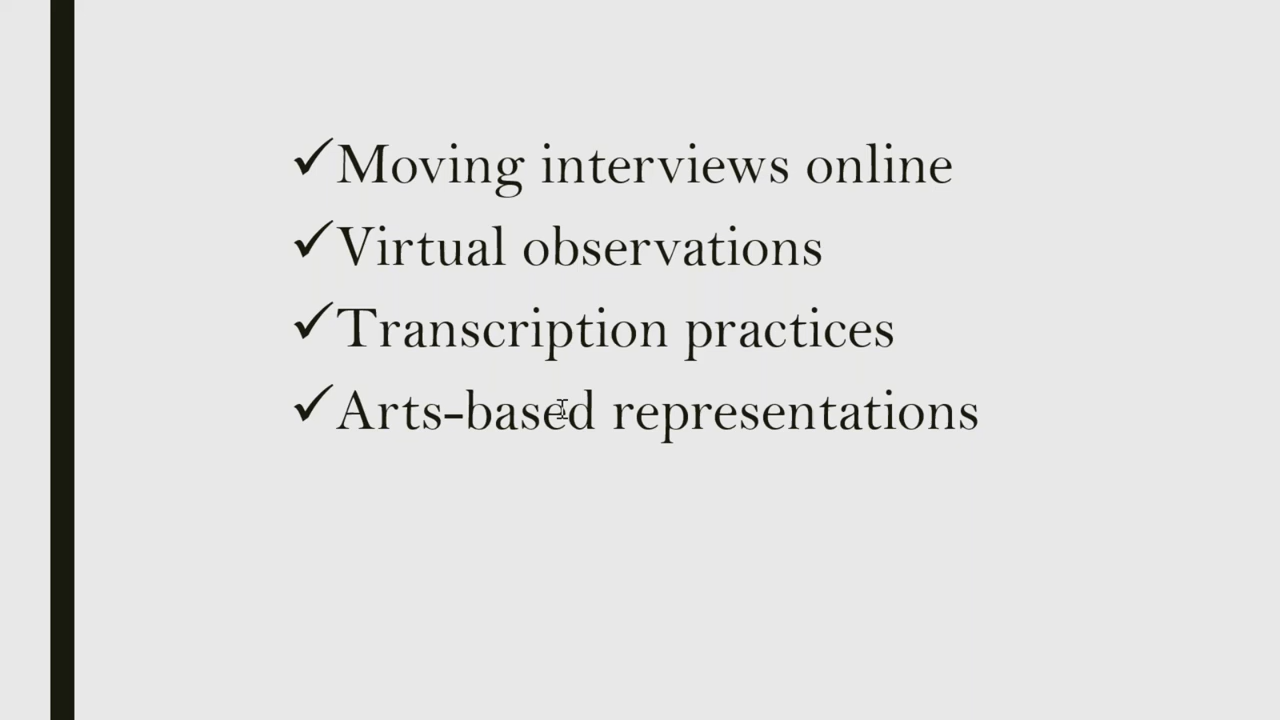 ✓Moving interviews online
✓Virtual observations
✓Transcription practices
✓Arts-based representations